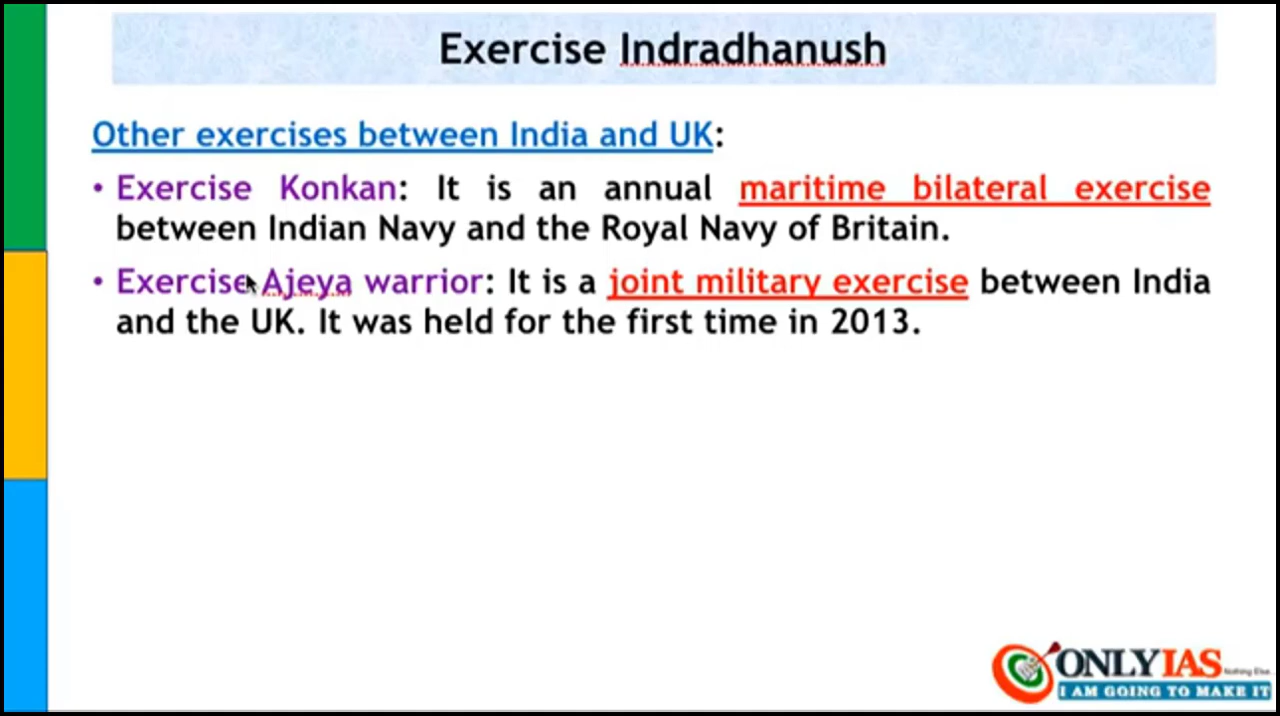 Exercise Indradhanush
Other exercises between India and UK:
• Exercise Konkan: It is an annual maritime bilateral exercise
between Indian Navy and the Royal Navy of Britain.
• Exercise Ajeya warrior: It is a joint military exercise between India
and the UK. It was held for the first time in 2013.
ONLYIAS Nothing Else..
I AM GOING TO MAKE IT